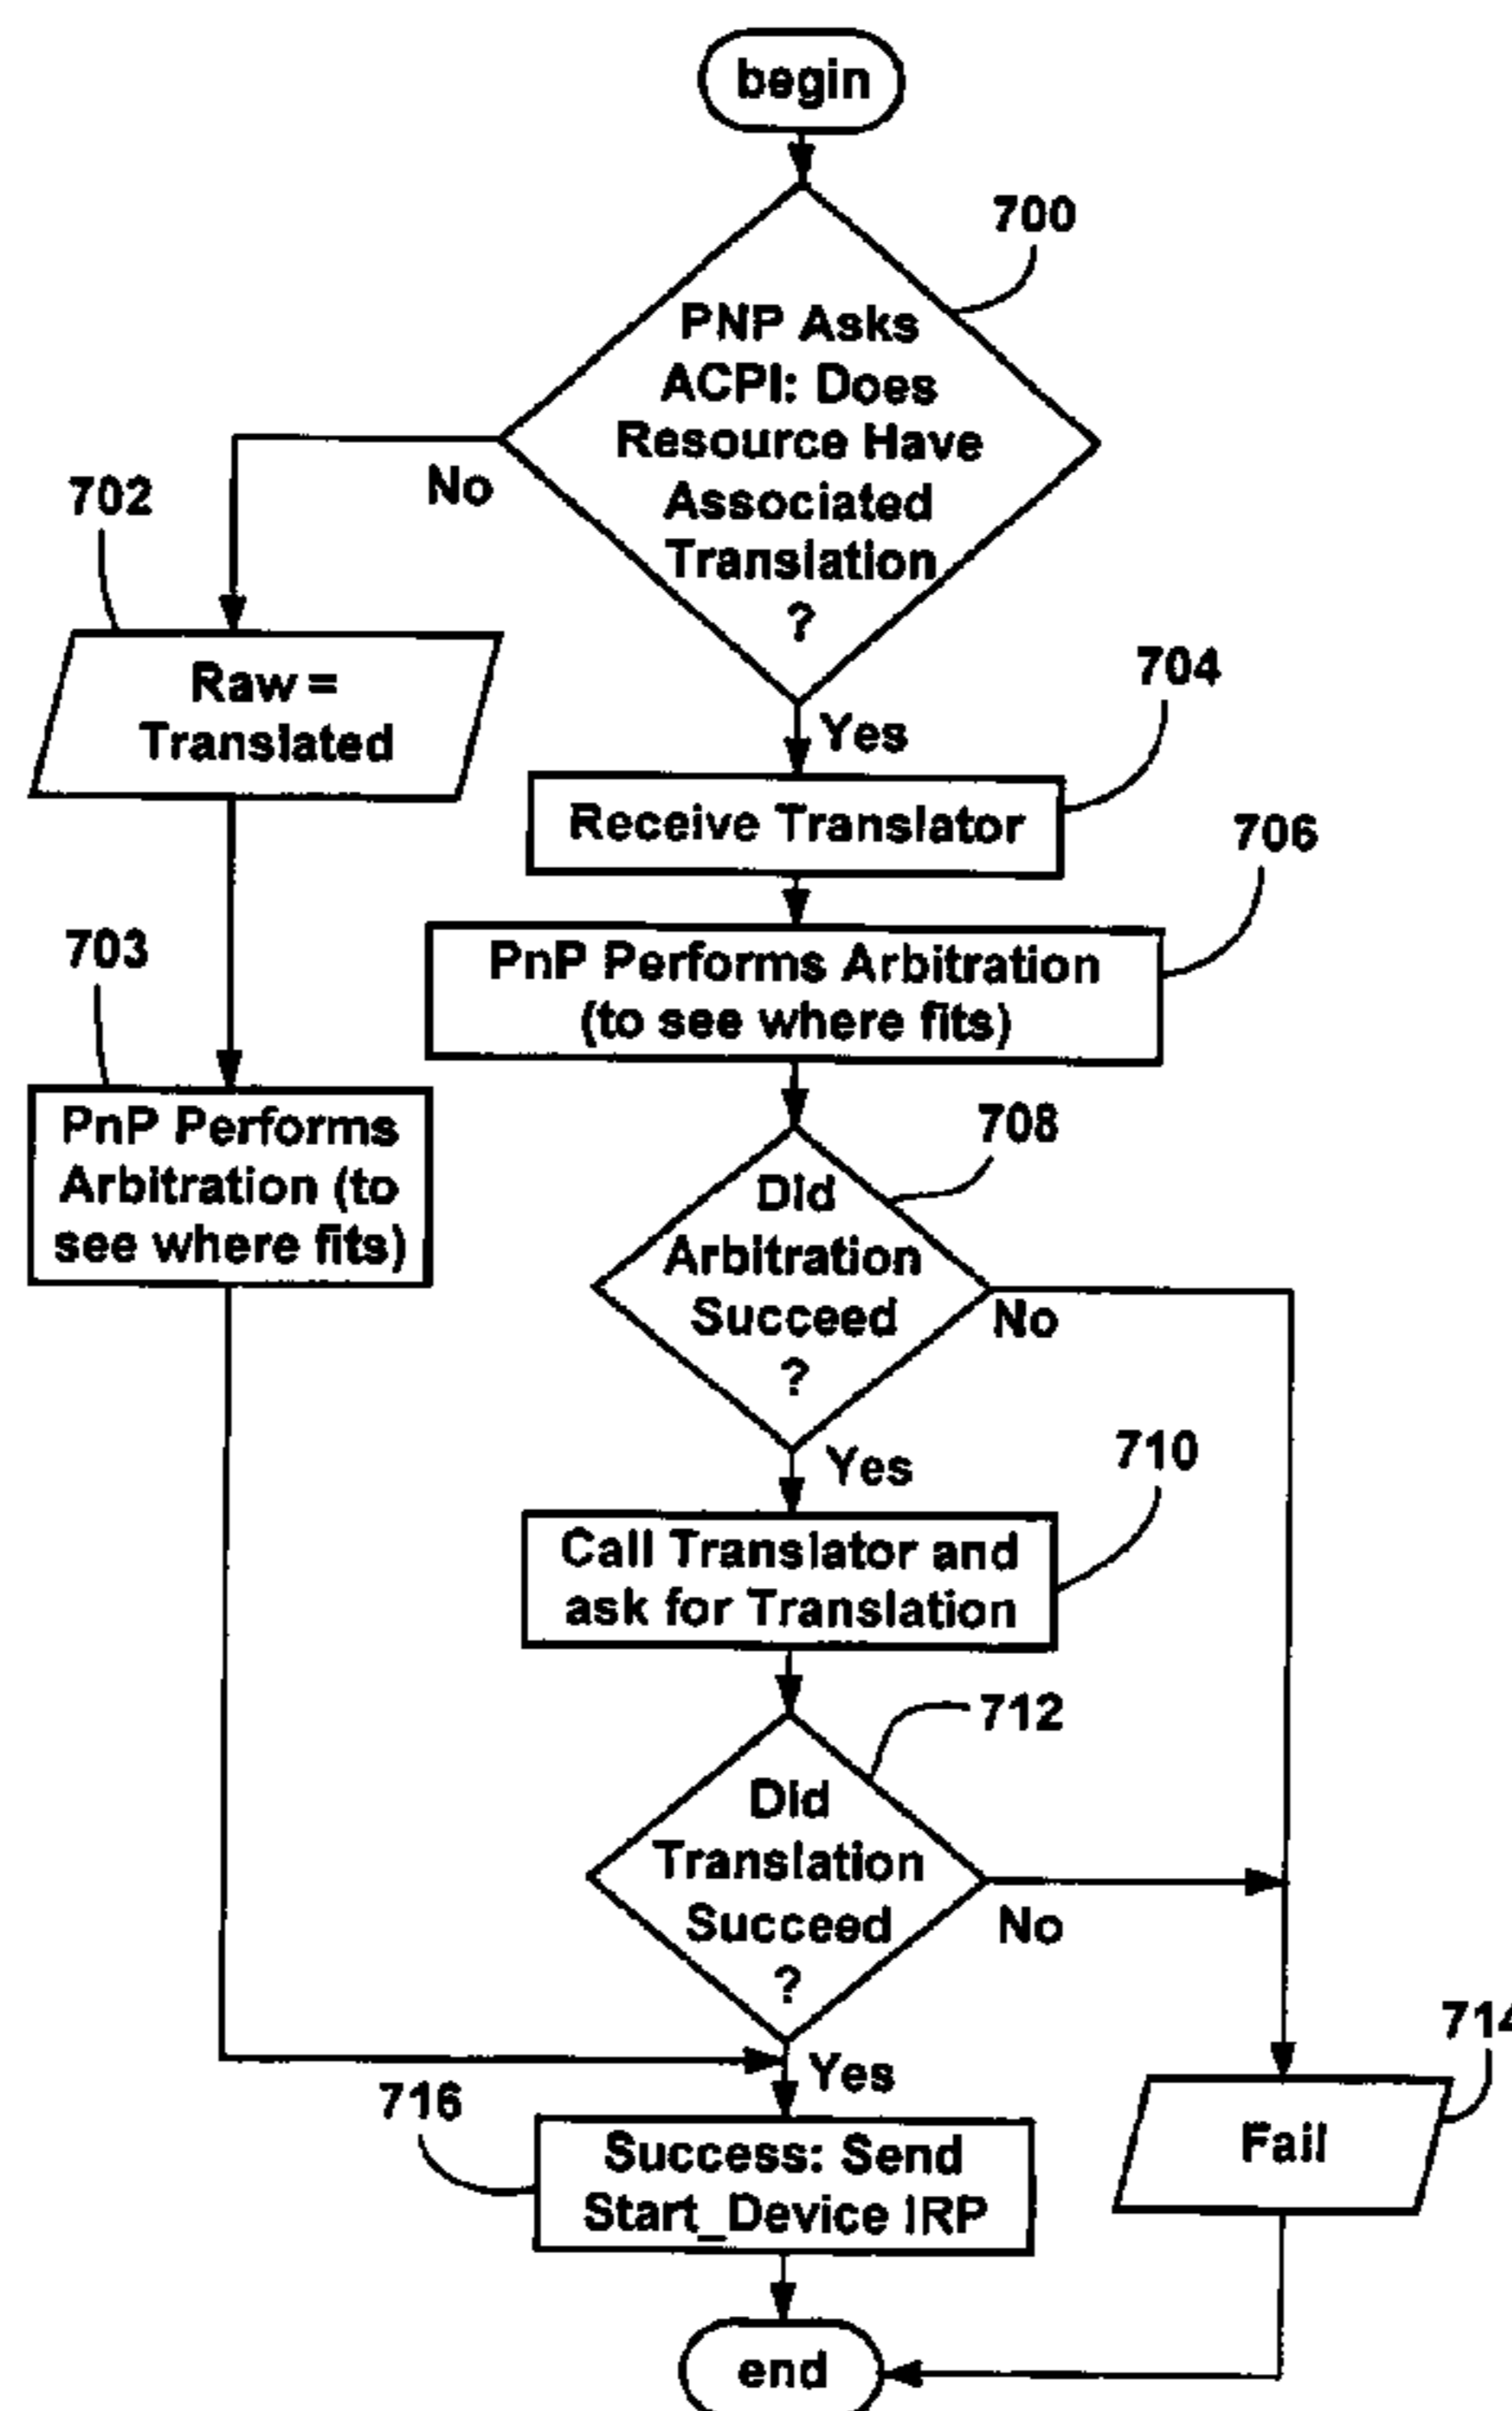 begin
700
PNP Asks
ACPI: Does
Resource Have
Associated
Translation
?
No
702
Raw =
Translated
Yes
704
Receive Translator
706
PnP Performs Arbitration
(to see where fits)
703
PnP Performs
Arbitration (to
see where fits)
708
Did
Arbitration
Succeed
?
No
Yes
710
Call Translator and
ask for Translation
712
Did
Translation
Succeed
?
No
Yes
714
Fail
716
Success: Send
Start_Device IRP
end